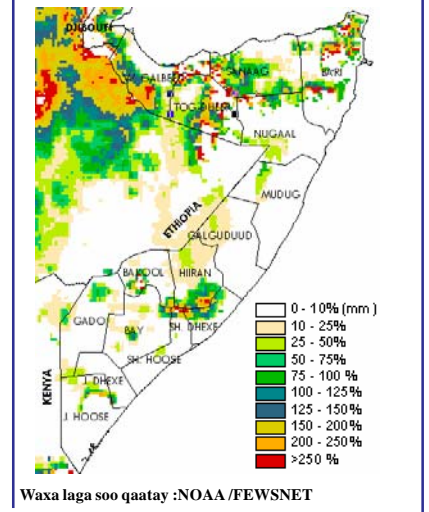 DJIBOUTI
W. GALBEED
SANAAG
BARI
TOGDHEER
NUGAAL
MUDUG
ETHIOPIA
GALGUDUUD
BAKOOL
HIIRAN
GADO
BAY
SH. DHEXE
SH. HOOSE
KENYA
J. DHEXE
J. HOOSE
0 - 10% (mm )
10 - 25%
25 - 50%
50 - 75%
75 - 100 %
100 - 125%
125 - 150%
150 - 200%
200 - 250%
>250 %
Waxa laga soo qaatay :NOAA /FEWSNET